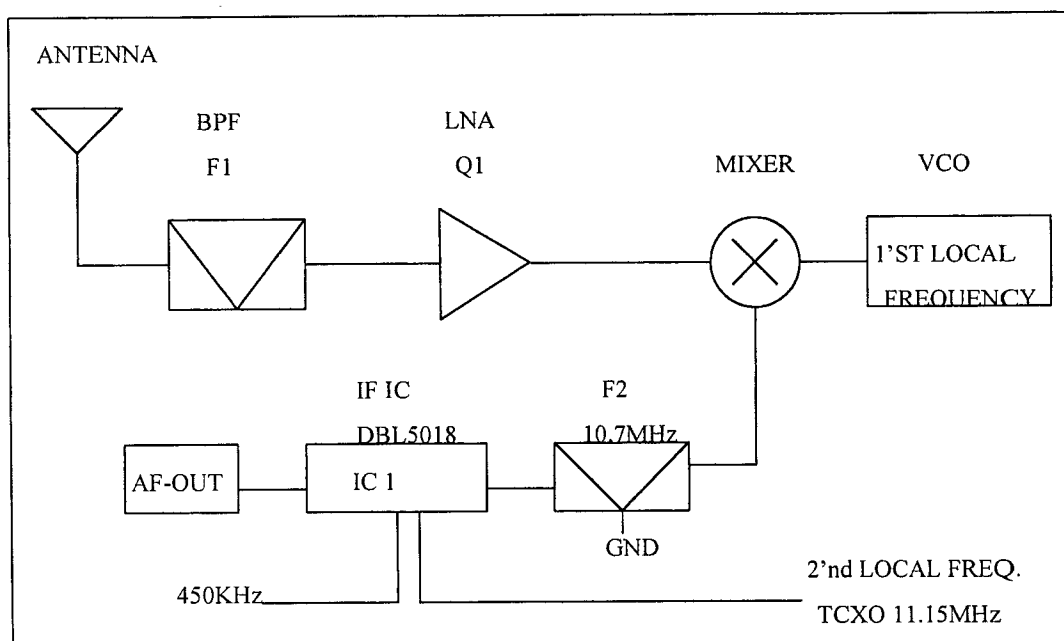 ANTENNA
BPF
F1
LNA
Q1
MIXER
VCO
1'ST LOCAL
FREQUENCY
IF IC
DBL5018
IC 1
F2
10.7MHz
AF-OUT
GND
450KHz
2'nd LOCAL FREQ.
TCXO 11.15MHz